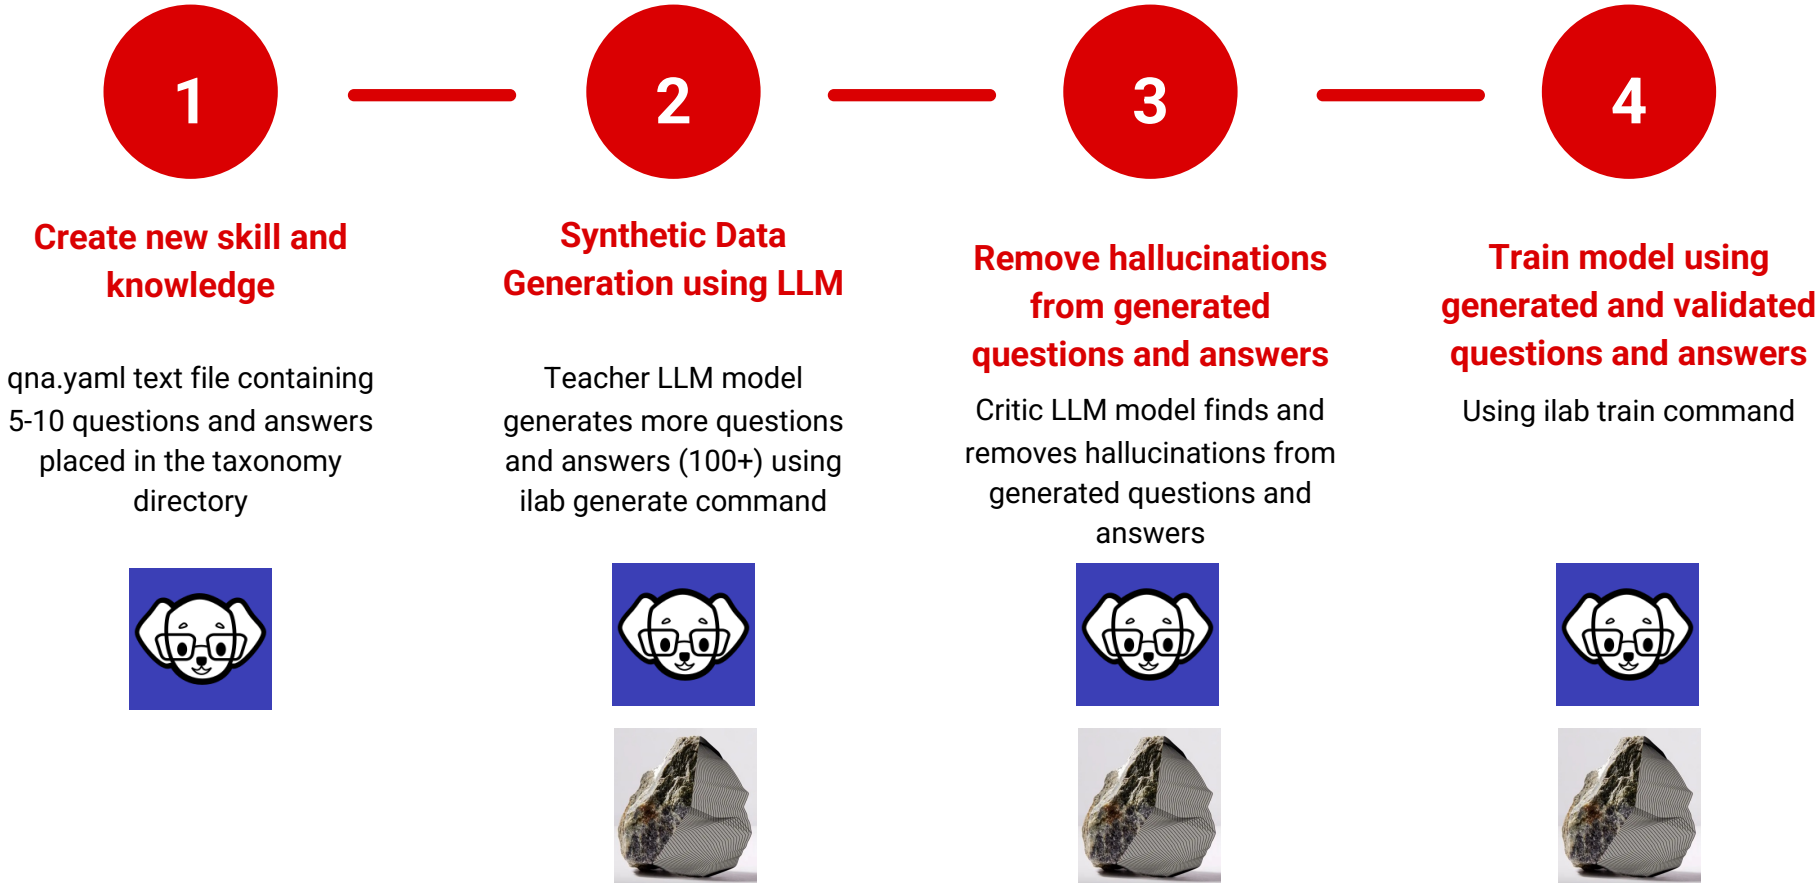 1
Create new skill and
knowledge
qna.yaml text file containing
5-10 questions and answers
placed in the taxonomy
directory
2
Synthetic Data
Generation using LLM
Teacher LLM model
generates more questions
and answers (100+) using
ilab generate command
3
Remove hallucinations
from generated
questions and answers
Critic LLM model finds and
removes hallucinations from
generated questions and
answers
4
Train model using
generated and validated
questions and answers
Using ilab train command